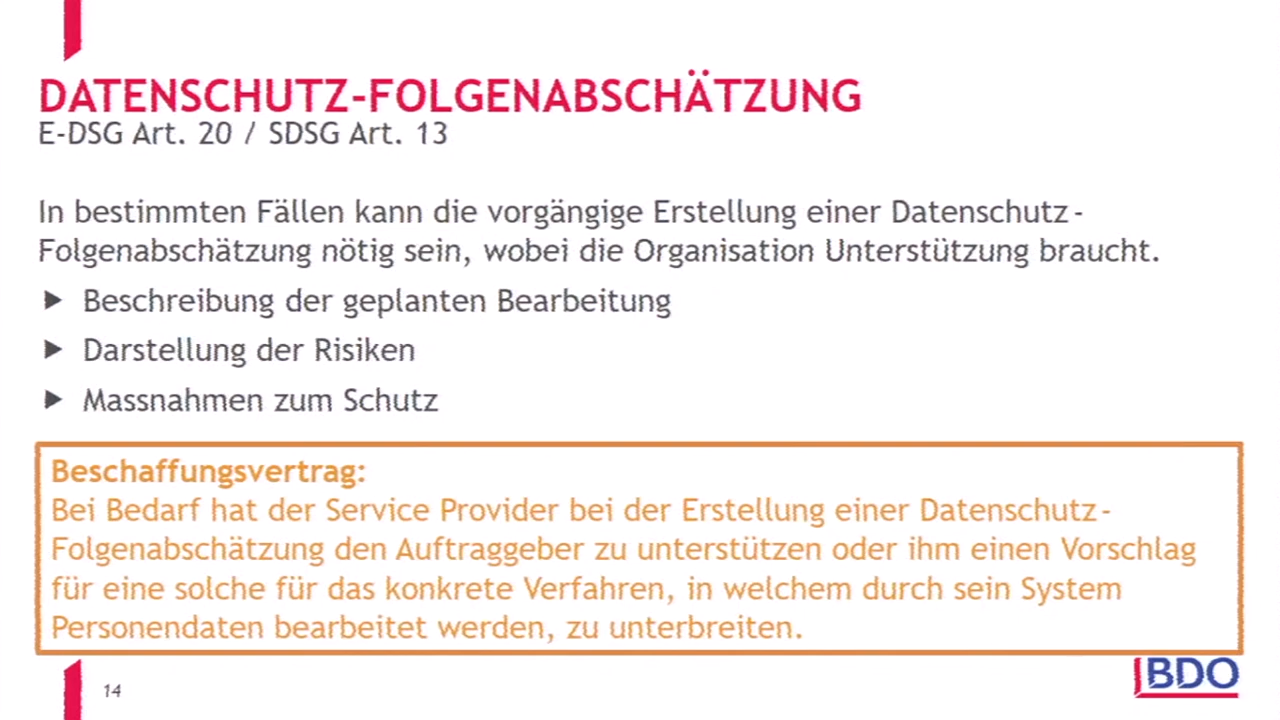 DATENSCHUTZ-FOLGENABSCHÄTZUNG
E-DSG Art. 20 / SDSG Art. 13
In bestimmten Fällen kann die vorgängige Erstellung einer Datenschutz-
Folgenabschätzung nötig sein, wobei die Organisation Unterstützung braucht.
Beschreibung der geplanten Bearbeitung
Darstellung der Risiken
Massnahmen zum Schutz
Beschaffungsvertrag:
Bei Bedarf hat der Service Provider bei der Erstellung einer Datenschutz-
Folgenabschätzung den Auftraggeber zu unterstützen oder ihm einen Vorschlag
für eine solche für das konkrete Verfahren, in welchem durch sein System
Personendaten bearbeitet werden, zu unterbreiten.
14
BDO